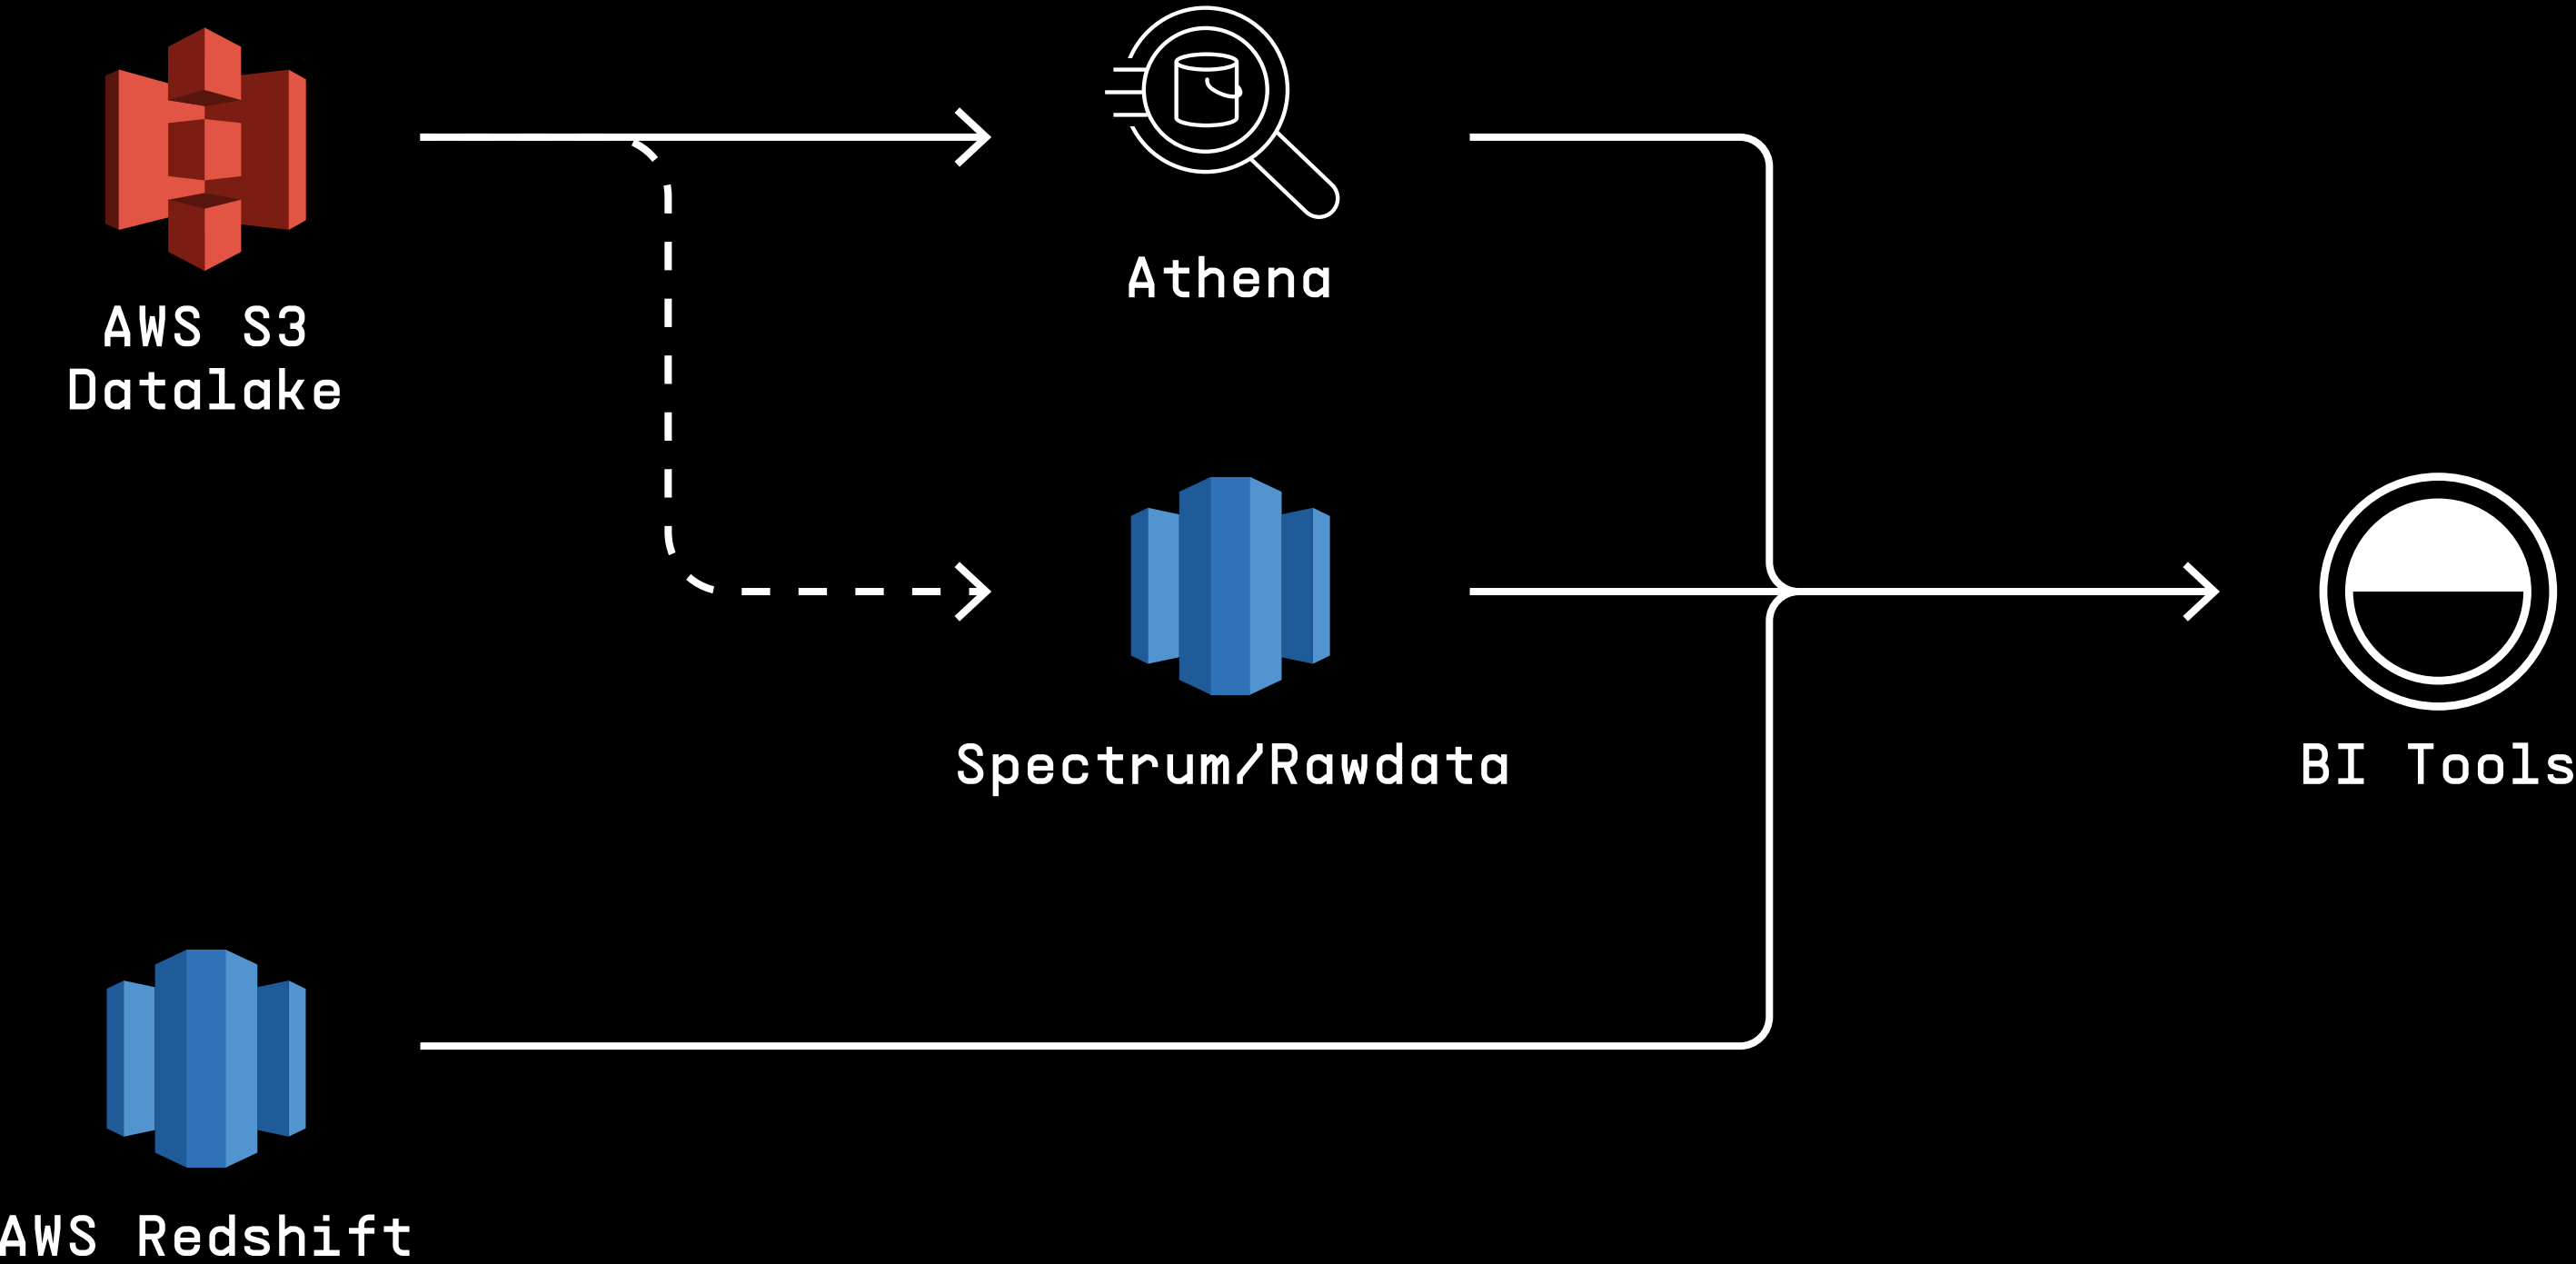 Athena
AWS S3
Datalake
Spectrum/Rawdata
BI Tools
AWS Redshift